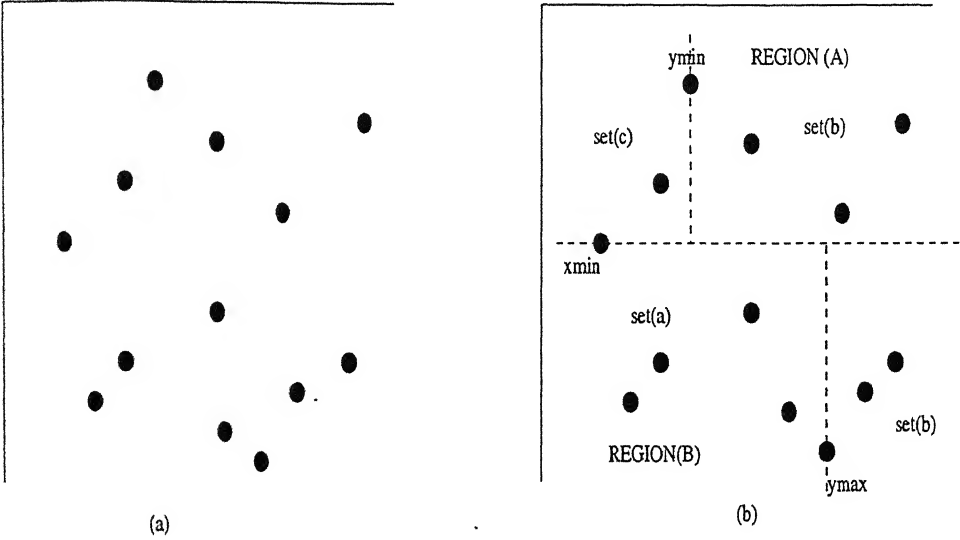 ymin
REGION (A)
set(c)
set(b)
xmin
set(a)
set(b)
REGION(B)
ymax
(a)
(b)